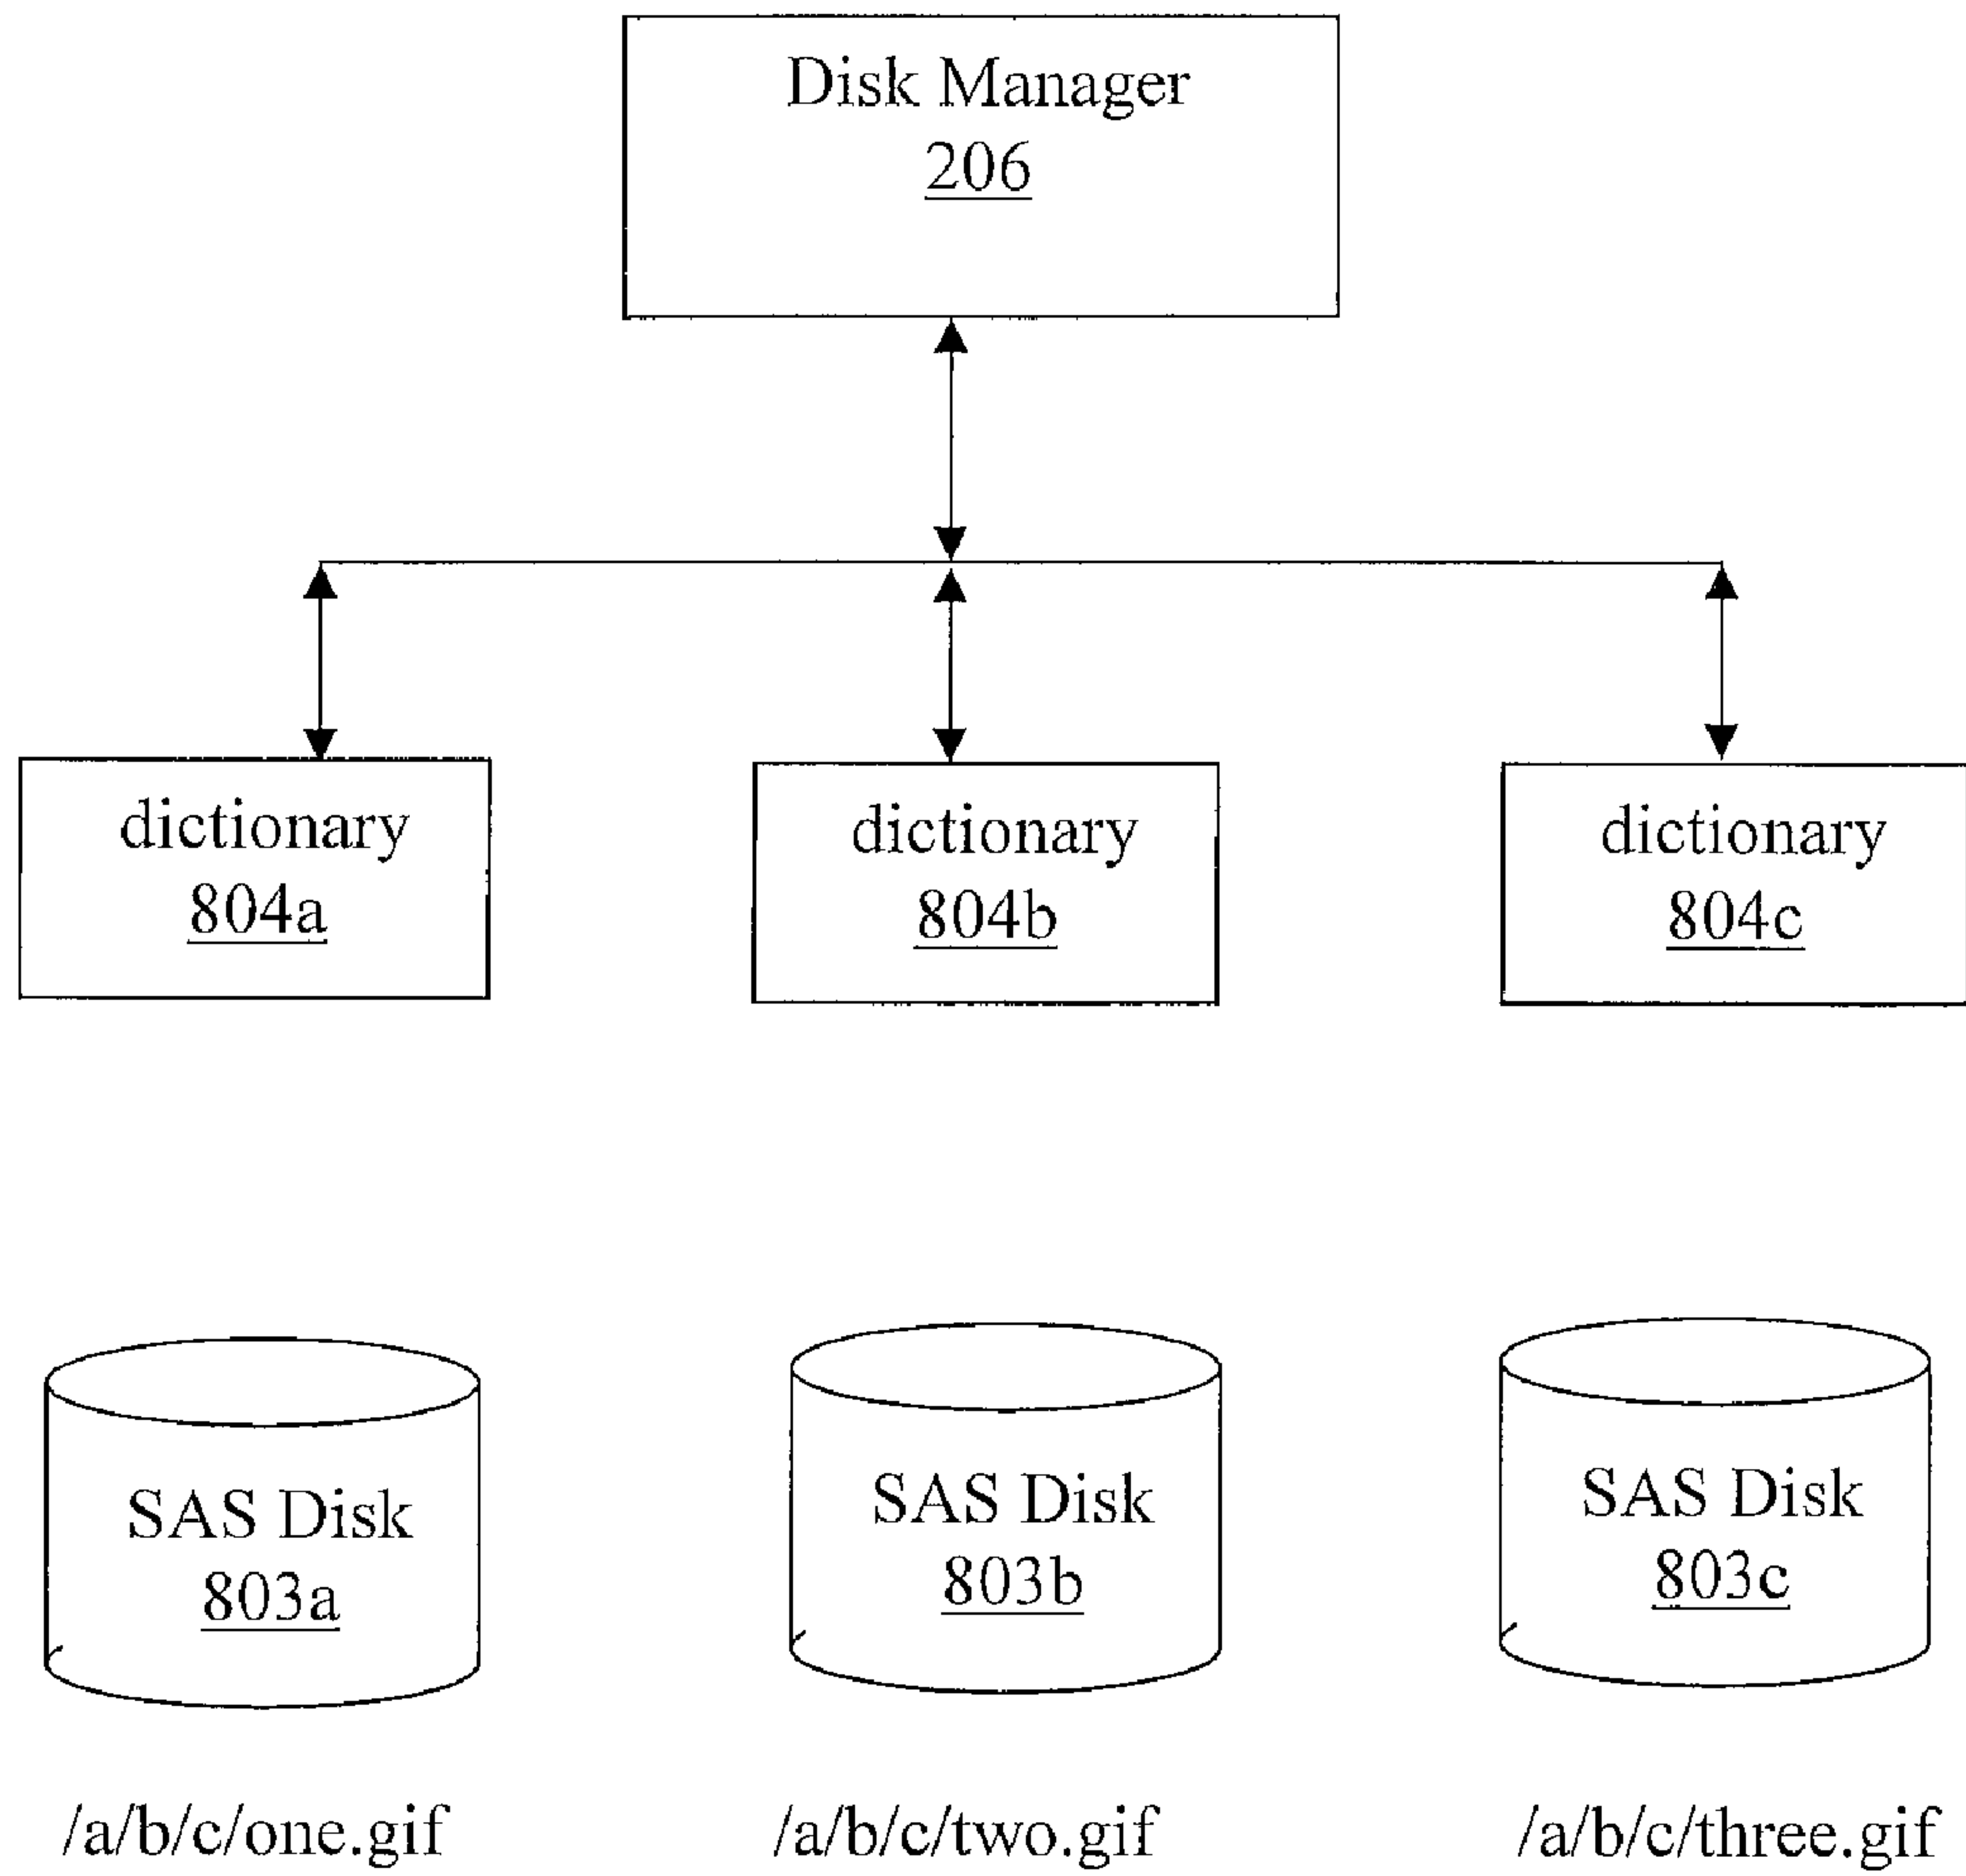 Disk Manager
206
dictionary
804a
dictionary
804b
dictionary
804c
SAS Disk
803a
SAS Disk
803b
SAS Disk
803c
/a/b/c/one.gif
/a/b/c/two.gif
/a/b/c/three.gif